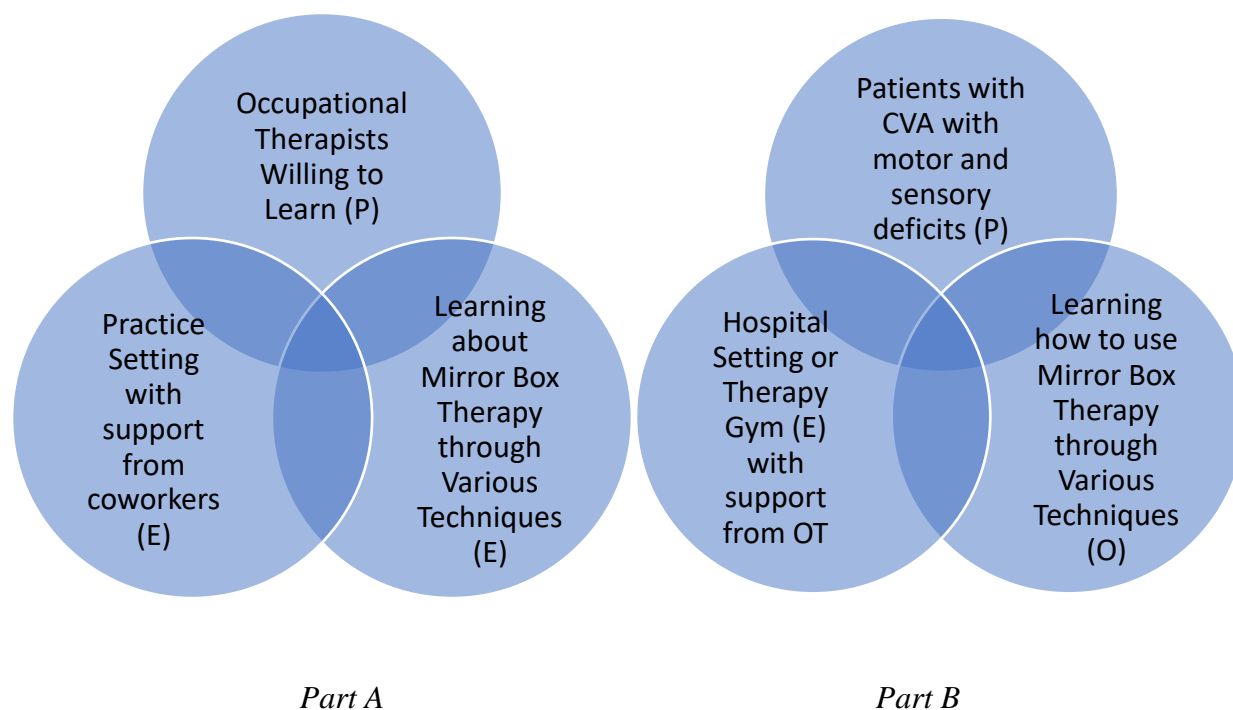 Occupational
Therapists
Willing to
Learn (P)
Practice
Setting
with
support
from
coworkers
(E)
Learning
about
Mirror Box
Therapy
through
Various
Techniques
(E)
Part A
Patients with
CVA with
motor and
sensory
deficits (P)
Hospital
Setting or
Therapy
Gym (E)
with
support
from OT
Learning
how to use
Mirror Box
Therapy
through
Various
Techniques
(O)
Part B